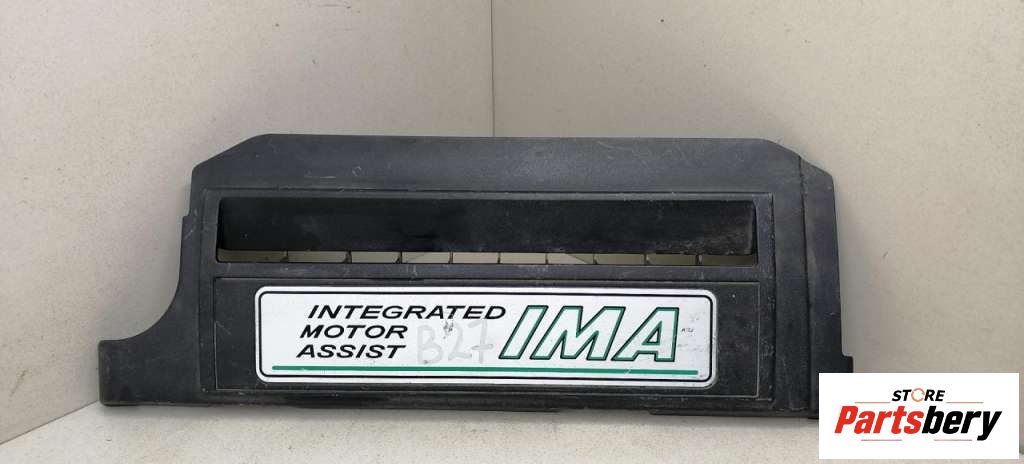 INTEGRATED
MOTOR
ASSIST
IMA
B27
STORE
Partsbery